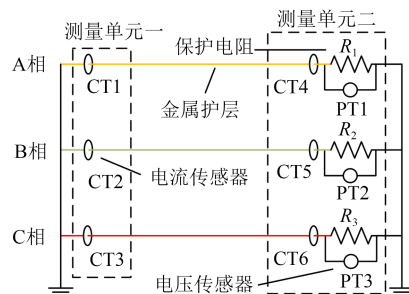 测量单元一
测量单元二
保护电阻
R1
A相
CT1
CT4
PT1
金属护层
R2
B相
CT2
电流传感器
CT5
PT2
R3
C相
CT3
CT6
PT3
电压传感器